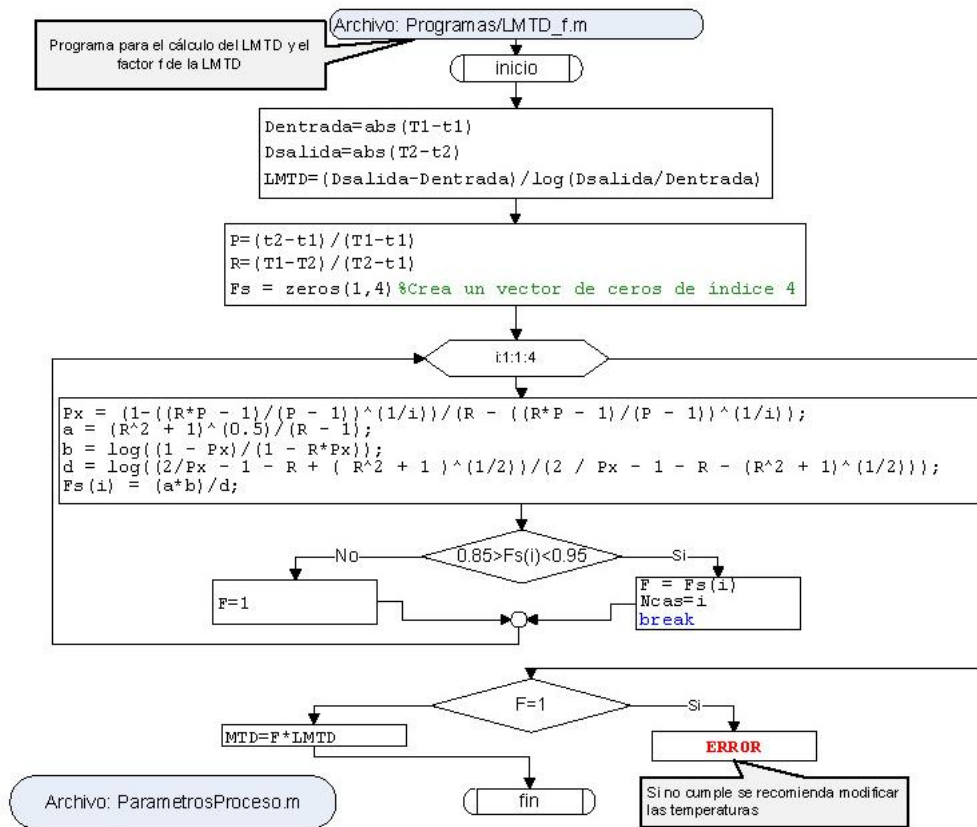 Archivo: Programas/LMTD_f.m
Programa para el cálculo del LMTD y el
factor f de la LMTD
inicio
Dentrada=abs(T1-t1)
Dsalida=abs(T2-t2)
LMTD=(Dsalida-Dentrada)/log(Dsalida/Dentrada)
P=(t2-t1)/(T1-t1)
R=(T1-T2)/(T2-t1)
Fs = zeros(1,4)%Crea un vector de ceros de índice 4
i:1:1:4
Px = (1-((R*P - 1)/(P - 1))^(1/i))/(R - ((R*P - 1)/(P - 1))^(1/i));
a = (R^2 + 1)^(0.5)/(R - 1);
b = log((1 - Px)/(1 - R*Px));
d = log((2/Px - 1 - R + ( R^2 + 1 )^(1/2))/(2 / Px - 1 - R - (R^2 + 1)^(1/2)));
Fs(i) = (a*b)/d;
0.85>Fs(i)<0.95
No
Si
F=1
F = Fs(i)
Ncas=i
break
F=1
Si
MTD=F*LMTD
ERROR
fin
Si no cumple se recomienda modificar
las temperaturas
Archivo: ParametrosProceso.m